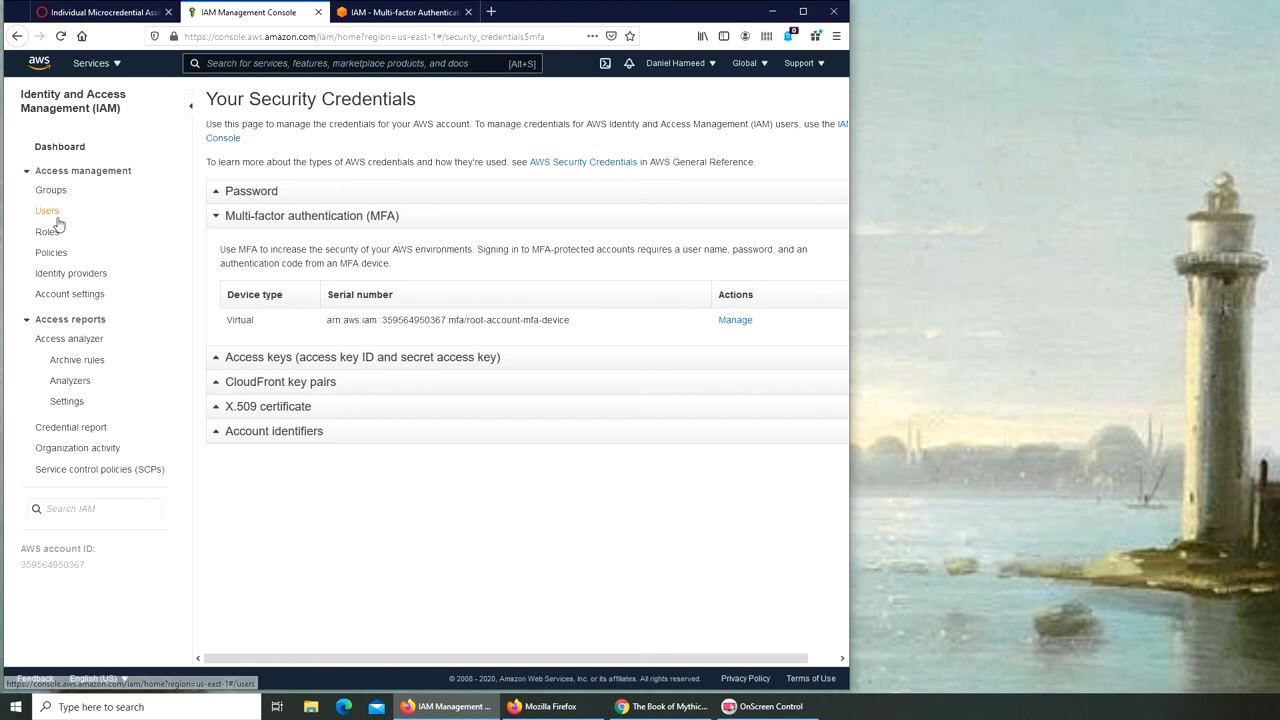 Individual Microcredential Ass
IAM Management Console
IAM - Multi-factor Authenticat
https://console.aws.amazon.com/iam/home?region=us-east-1#/security_credentials$mfa
aws
Services
Search for services, features, marketplace products, and docs
[Alt+S]
Daniel Hameed
Global
Support
Identity and Access
Management (IAM)
Dashboard
Access management
Groups
Users
Roles
Policies
Identity providers
Account settings
Access reports
Access analyzer
Archive rules
Analyzers
Settings
Credential report
Organization activity
Service control policies (SCPs)
Search IAM
AWS account ID:
359564950367
Your Security Credentials
Use this page to manage the credentials for your AWS account. To manage credentials for AWS Identity and Access Management (IAM) users, use the IAM
Console .
To learn more about the types of AWS credentials and how they're used, see AWS Security Credentials in AWS General Reference.
Password
Multi-factor authentication (MFA)
Use MFA to increase the security of your AWS environments. Signing in to MFA-protected accounts requires a user name, password, and an
authentication code from an MFA device.
Device type
Serial number
Actions
Virtual
arn:aws:iam::359564950367:mfa/root-account-mfa-device
Manage
Access keys (access key ID and secret access key)
CloudFront key pairs
X.509 certificate
Account identifiers
Feedback
English (US)
© 2008 - 2020, Amazon Web Services, Inc. or its affiliates. All rights reserved.
Privacy Policy
Terms of Use
https://console.aws.amazon.com/iam/home?region=us-east-1#/users
Type here to search
IAM Management ...
Mozilla Firefox
The Book of Mythic...
OnScreen Control